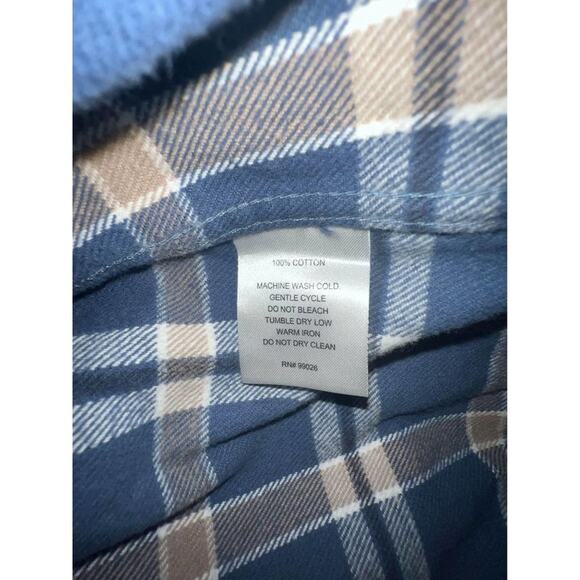 100% COTTON
MACHINE WASH COLD
GENTLE CYCLE
DO NOT BLEACH
TUMBLE DRY LOW
WARM IRON
DO NOT DRY CLEAN
RN# 99026